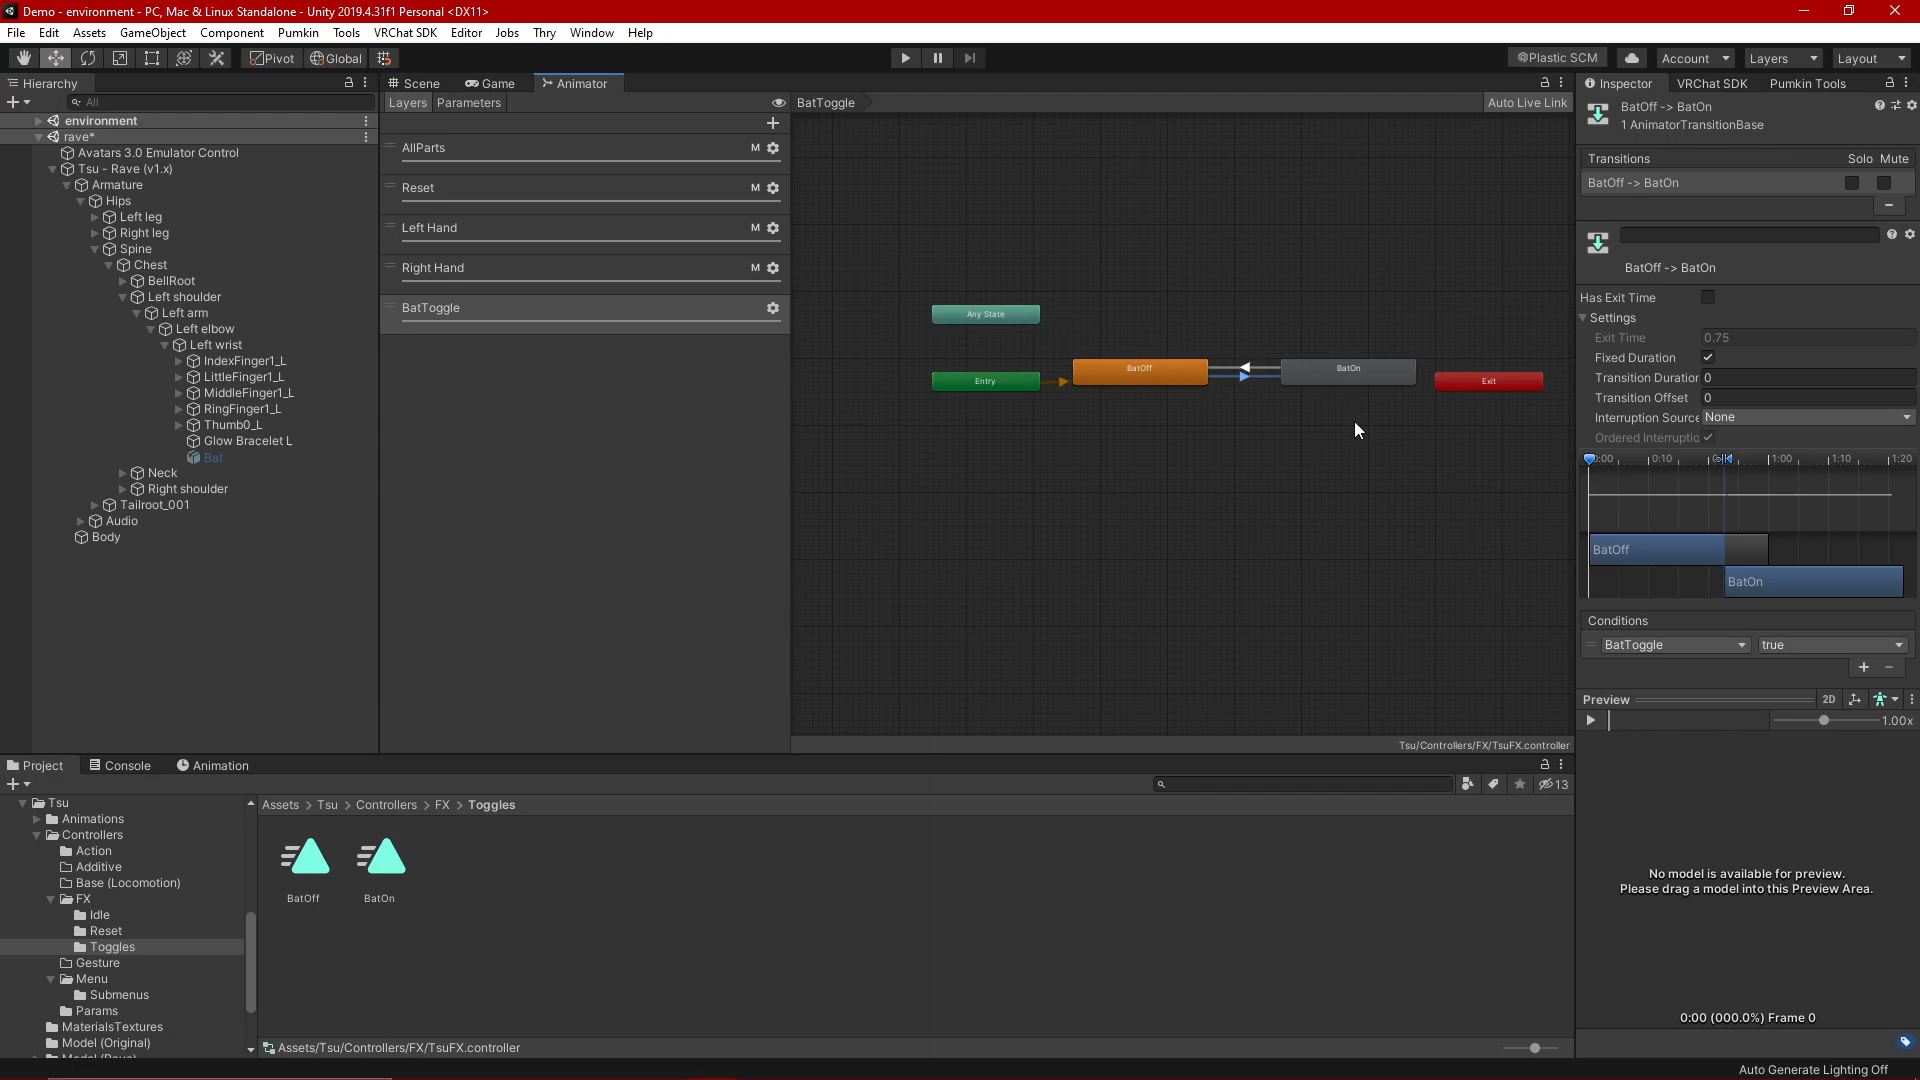 Demo - environment - PC, Mac & Linux Standalone - Unity 2019.4.31f1 Personal <DX11>
File Edit Assets GameObject Component Pumkin Tools VRChat SDK Editor Jobs Thry Window Help
Pivot Global Plastic SCM Account Layers Layout
Hierarchy
All
environment
rave*
Avatars 3.0 Emulator Control
Tsu - Rave (v1.x)
Armature
Hips
Left leg
Right leg
Spine
Chest
BellRoot
Left shoulder
Left arm
Left elbow
Left wrist
IndexFinger1_L
LittleFinger1_L
MiddleFinger1_L
RingFinger1_L
Thumb0_L
Glow Bracelet L
Bat
Neck
Right shoulder
Tailroot_001
Audio
Body
Scene Game Animator
Layers Parameters
BatToggle
Auto Live Link
AllParts M
Reset M
Left Hand M
Right Hand M
BatToggle
Any State
Entry
BatOff
BatOn
Exit
Tsu/Controllers/FX/TsuFX.controller
Inspector VRChat SDK Pumkin Tools
BatOff -> BatOn
1 AnimatorTransitionBase
Transitions Solo Mute
BatOff -> BatOn
BatOff -> BatOn
Has Exit Time
Settings
Exit Time 0.75
Fixed Duration
Transition Duration 0
Transition Offset 0
Interruption Source None
Ordered Interruptio
:00 0:10 1:00 1:10 1:20
BatOff
BatOn
Conditions
BatToggle true
Preview 2D
1.00x
No model is available for preview.
Please drag a model into this Preview Area.
0:00 (000.0%) Frame 0
Project Console Animation
13
Tsu
Animations
Controllers
Action
Additive
Base (Locomotion)
FX
Idle
Reset
Toggles
Gesture
Menu
Submenus
Params
MaterialsTextures
Model (Original)
Assets > Tsu > Controllers > FX > Toggles
BatOff BatOn
Assets/Tsu/Controllers/FX/TsuFX.controller
Auto Generate Lighting Off